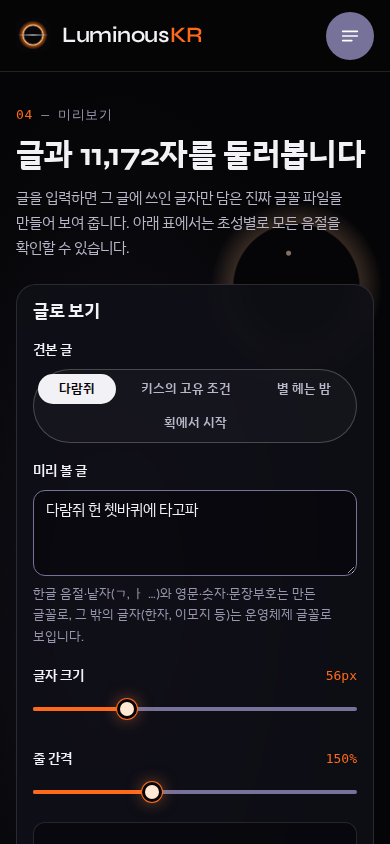 LuminousKR
04 — 미리보기
글과 11,172자를 둘러봅니다
글을 입력하면 그 글에 쓰인 글자만 담은 진짜 글꼴 파일을
만들어 보여 줍니다. 아래 표에서는 초성별로 모든 음절을
확인할 수 있습니다.
글로 보기
견본 글
다람쥐
키스의 고유 조건
별 헤는 밤
획에서 시작
미리 볼 글
다람쥐 헌 쳇바퀴에 타고파
한글 음절·낱자(ㄱ, ㅏ …)와 영문·숫자·문장부호는 만든
글꼴로, 그 밖의 글자(한자, 이모지 등)는 운영체제 글꼴로
보입니다.
글자 크기
56px
줄 간격
150%